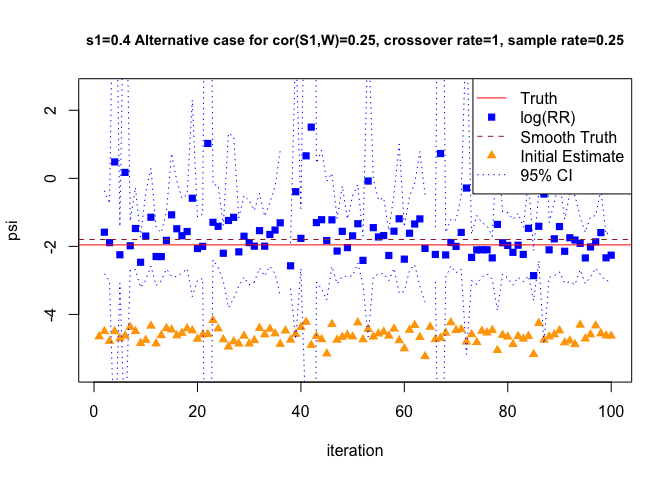 s1=0.4 Alternative case for cor(S1,W)=0.25, crossover rate=1, sample rate=0.25
Truth
log(RR)
Smooth Truth
Initial Estimate
95% CI
psi
2
0
-2
-4
0 20 40 60 80 100
iteration